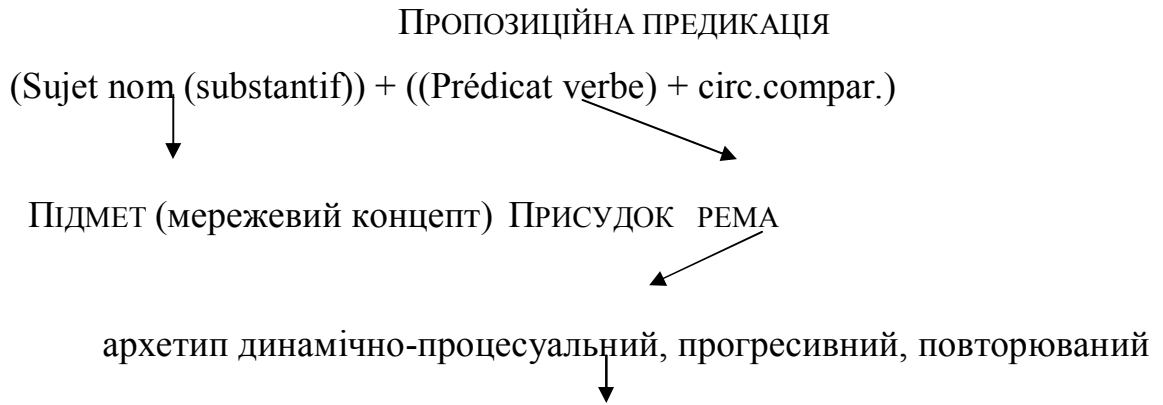 ПРОПОЗИЦІЙНА ПРЕДИКАЦІЯ
(Sujet nom (substantif)) + ((Prédicat verbe) + circ.compar.)
ПІДМЕТ (мережевий концепт) ПРИСУДОК РЕМА
архетип динамічно-процесуальний, прогресивний, повторюваний